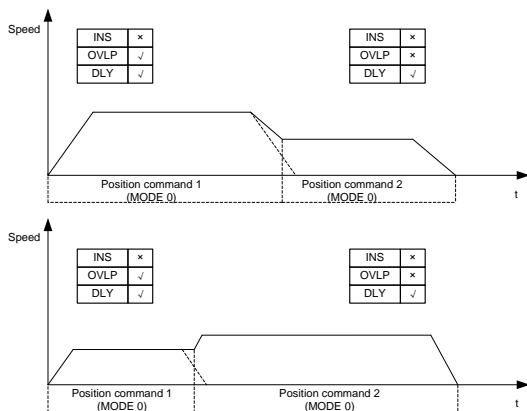 Speed
INS ×
OVLP √
DLY √
INS ×
OVLP ×
DLY √
Position command 1
(MODE 0)
Position command 2
(MODE 0)
t
Speed
INS ×
OVLP √
DLY √
INS ×
OVLP ×
DLY √
Position command 1
(MODE 0)
Position command 2
(MODE 0)
t